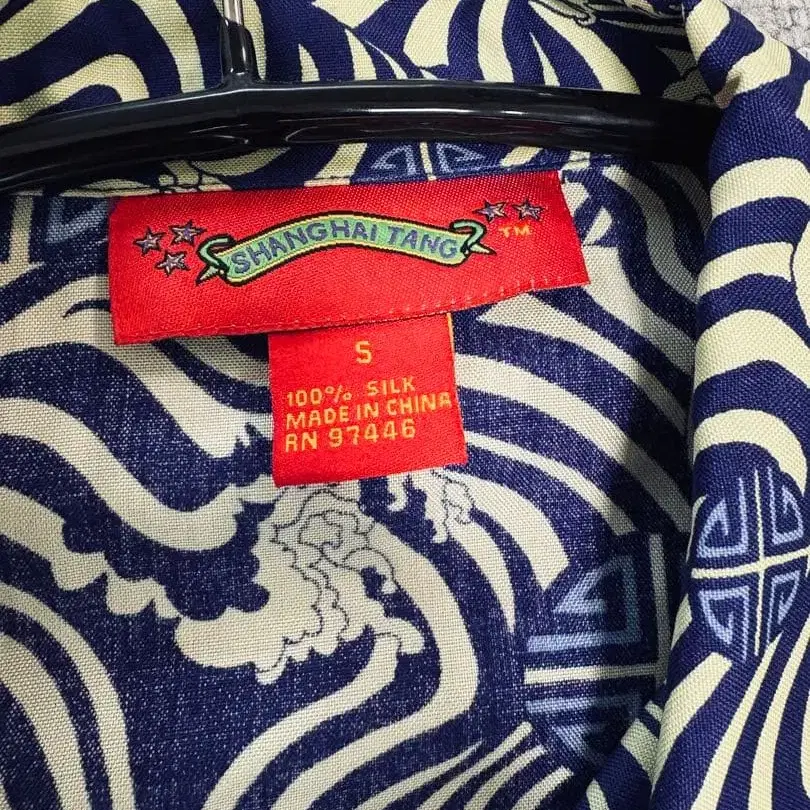 SHANGHAI TANG
TM
S
100% SILK
MADE IN CHINA
RN 97446